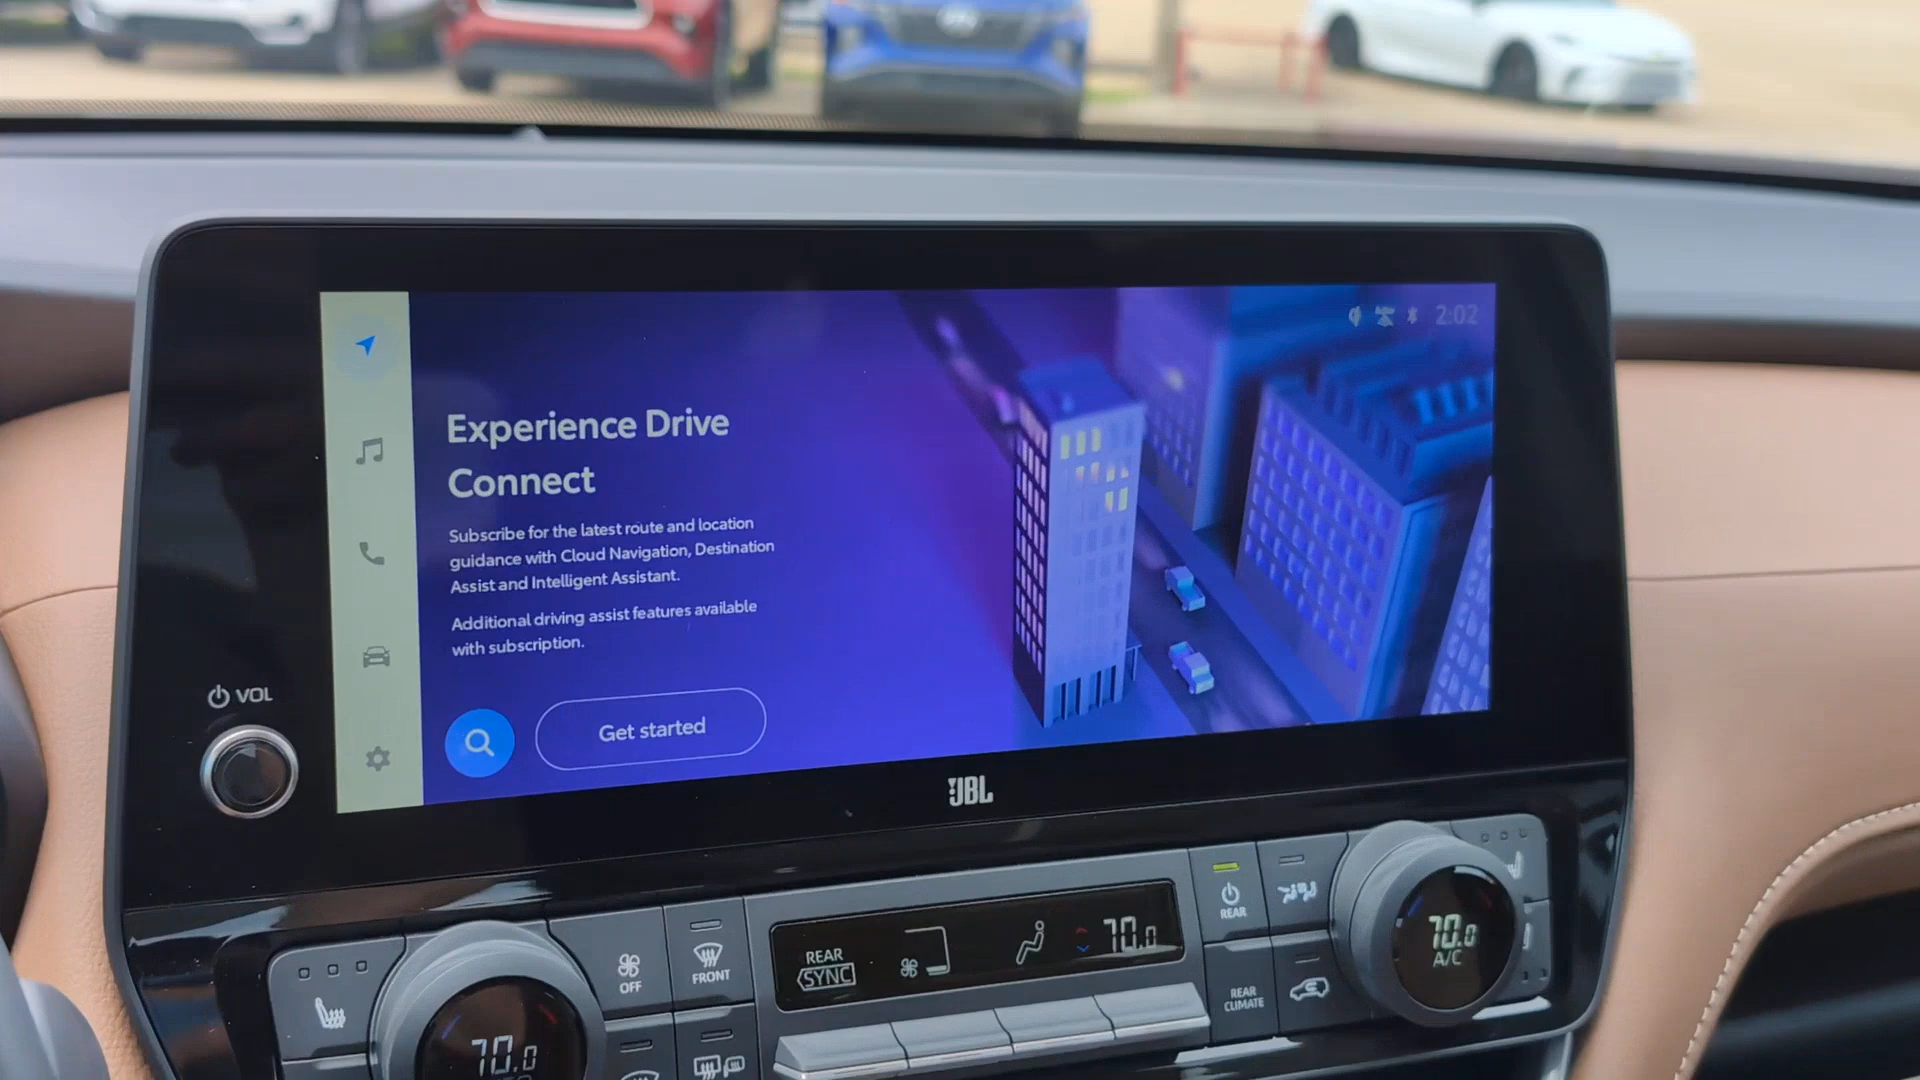 2:02
Experience Drive
Connect
Subscribe for the latest route and location
guidance with Cloud Navigation, Destination
Assist and Intelligent Assistant.
Additional driving assist features available
with subscription.
Get started
VOL
JBL
OFF
FRONT
REAR
SYNC
70.0
REAR
REAR
CLIMATE
70.0
A/C
70.0